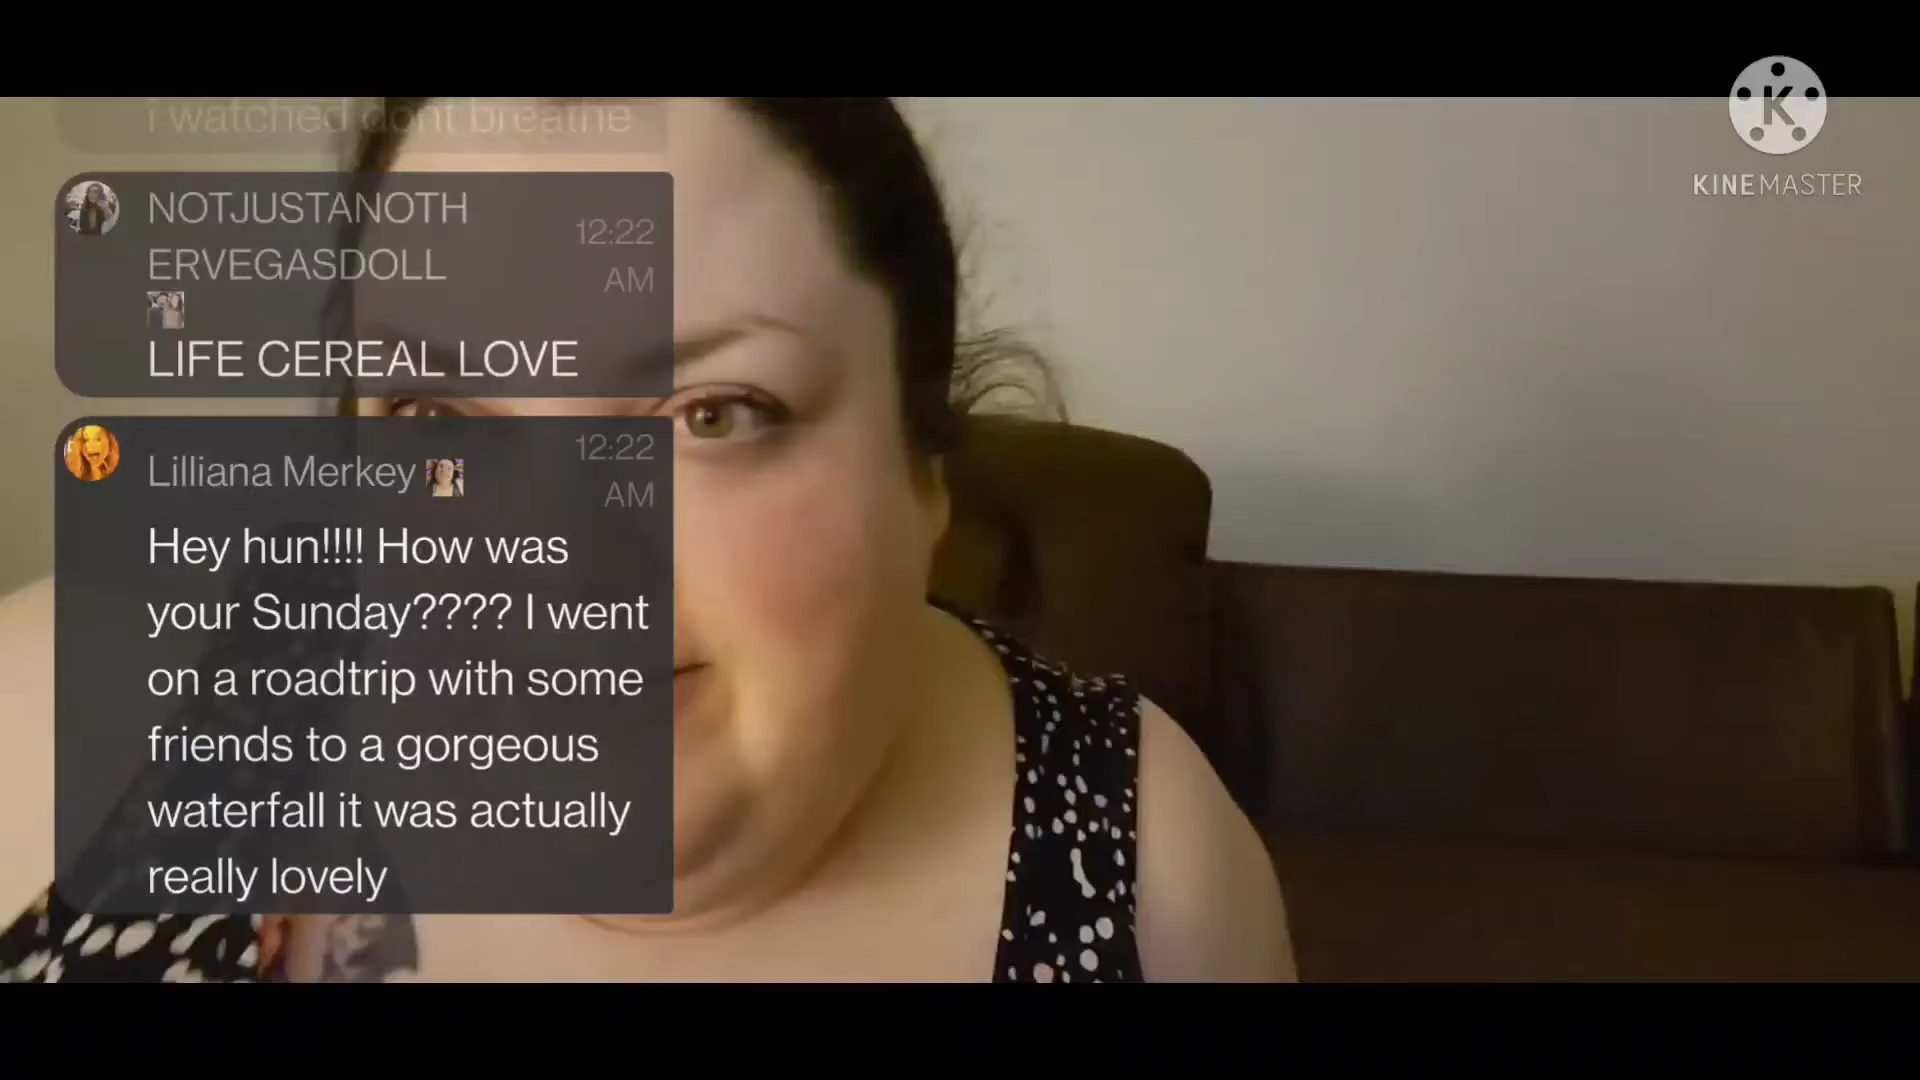 i watched dont breathe
NOTJUSTANOTH
ERVEGASDOLL
12:22
AM
LIFE CEREAL LOVE
Lilliana Merkey
12:22
AM
Hey hun!!!! How was
your Sunday???? I went
on a roadtrip with some
friends to a gorgeous
waterfall it was actually
really lovely
K
KINEMASTER